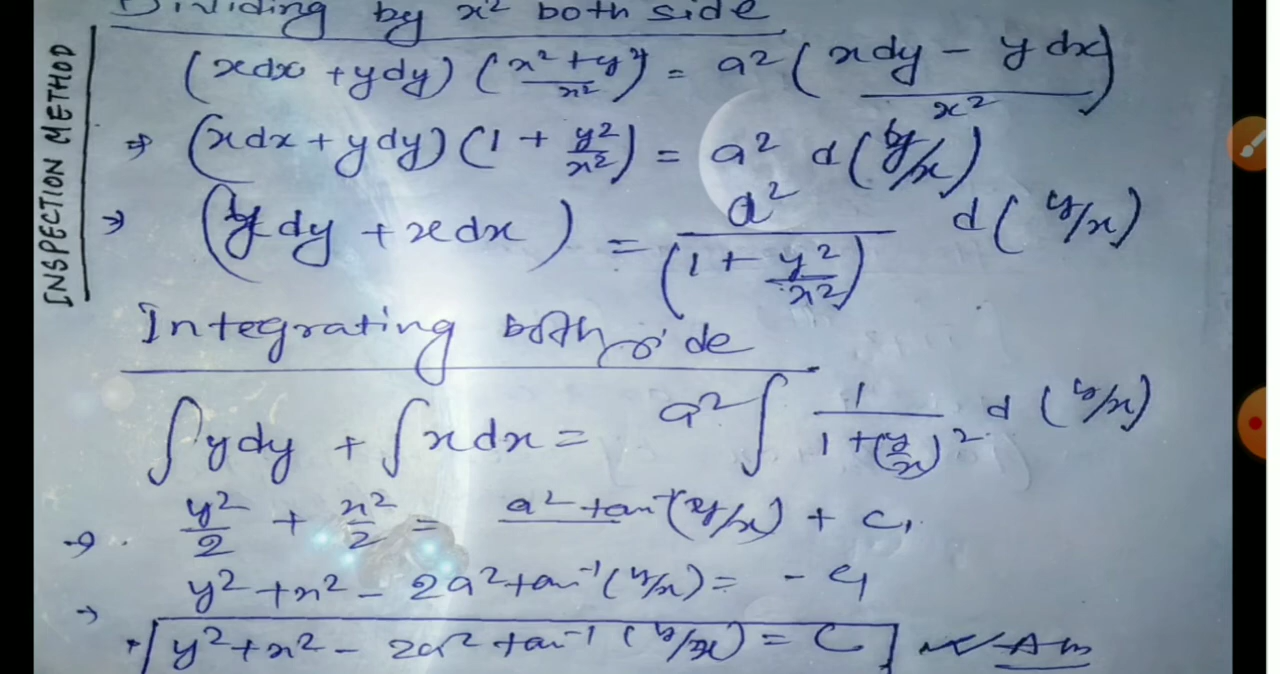 Dividing by x² both side
INSPECTION METHOD
(xdx + ydy) (x²+y²/x²) = a² (xdy - ydx/x²)
⇒ (xdx + ydy) (1 + y²/x²) = a² d(y/x)
⇒ (ydy + xdx) = a²/(1 + y²/x²) d(y/x)
Integrating both side
∫ydy + ∫xdx = a² ∫ 1/1+(y/x)² d(y/x)
→ y²/2 + x²/2 = a² tan⁻¹(y/x) + C₁
→ y² + x² - 2a² tan⁻¹(y/x) = - C₁
y² + x² - 2a² tan⁻¹(y/x) = C Ans